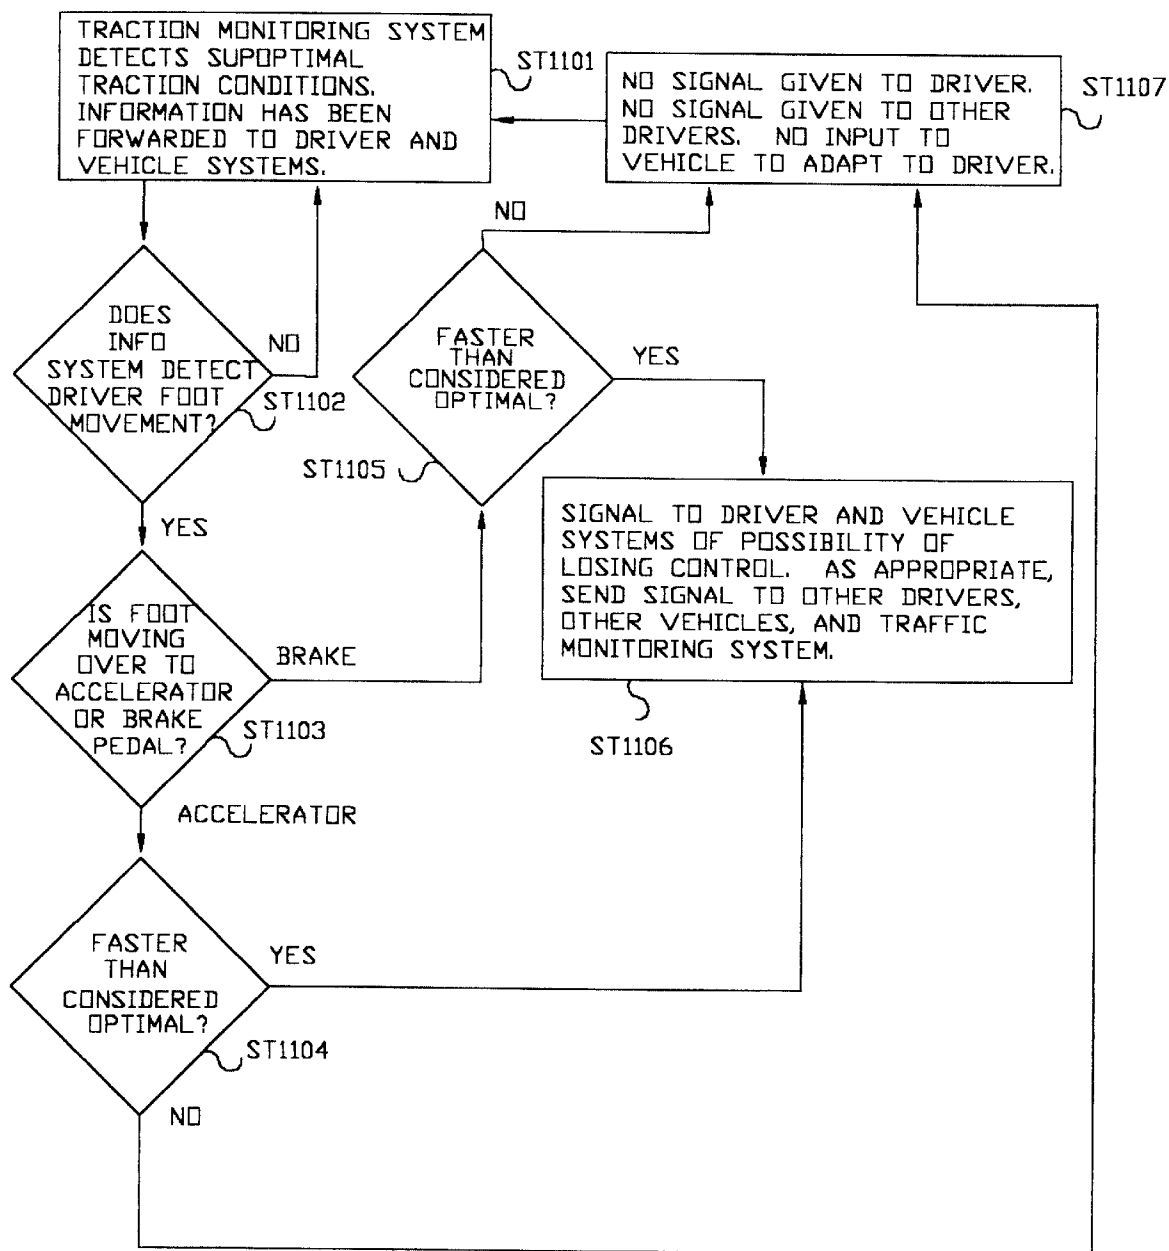 TRACTION MONITORING SYSTEM
DETECTS SUPOPTIMAL
TRACTION CONDITIONS.
INFORMATION HAS BEEN
FORWARDED TO DRIVER AND
VEHICLE SYSTEMS.
ST1101
NO SIGNAL GIVEN TO DRIVER.
NO SIGNAL GIVEN TO OTHER
DRIVERS. NO INPUT TO
VEHICLE TO ADAPT TO DRIVER.
ST1107
DOES
INFO
SYSTEM DETECT
DRIVER FOOT
MOVEMENT?
NO
ST1102
YES
FASTER
THAN
CONSIDERED
OPTIMAL?
NO
YES
ST1105
IS FOOT
MOVING
OVER TO
ACCELERATOR
OR BRAKE
PEDAL?
BRAKE
ST1103
ACCELERATOR
SIGNAL TO DRIVER AND VEHICLE
SYSTEMS OF POSSIBILITY OF
LOSING CONTROL. AS APPROPRIATE,
SEND SIGNAL TO OTHER DRIVERS,
OTHER VEHICLES, AND TRAFFIC
MONITORING SYSTEM.
ST1106
FASTER
THAN
CONSIDERED
OPTIMAL?
YES
ST1104
NO